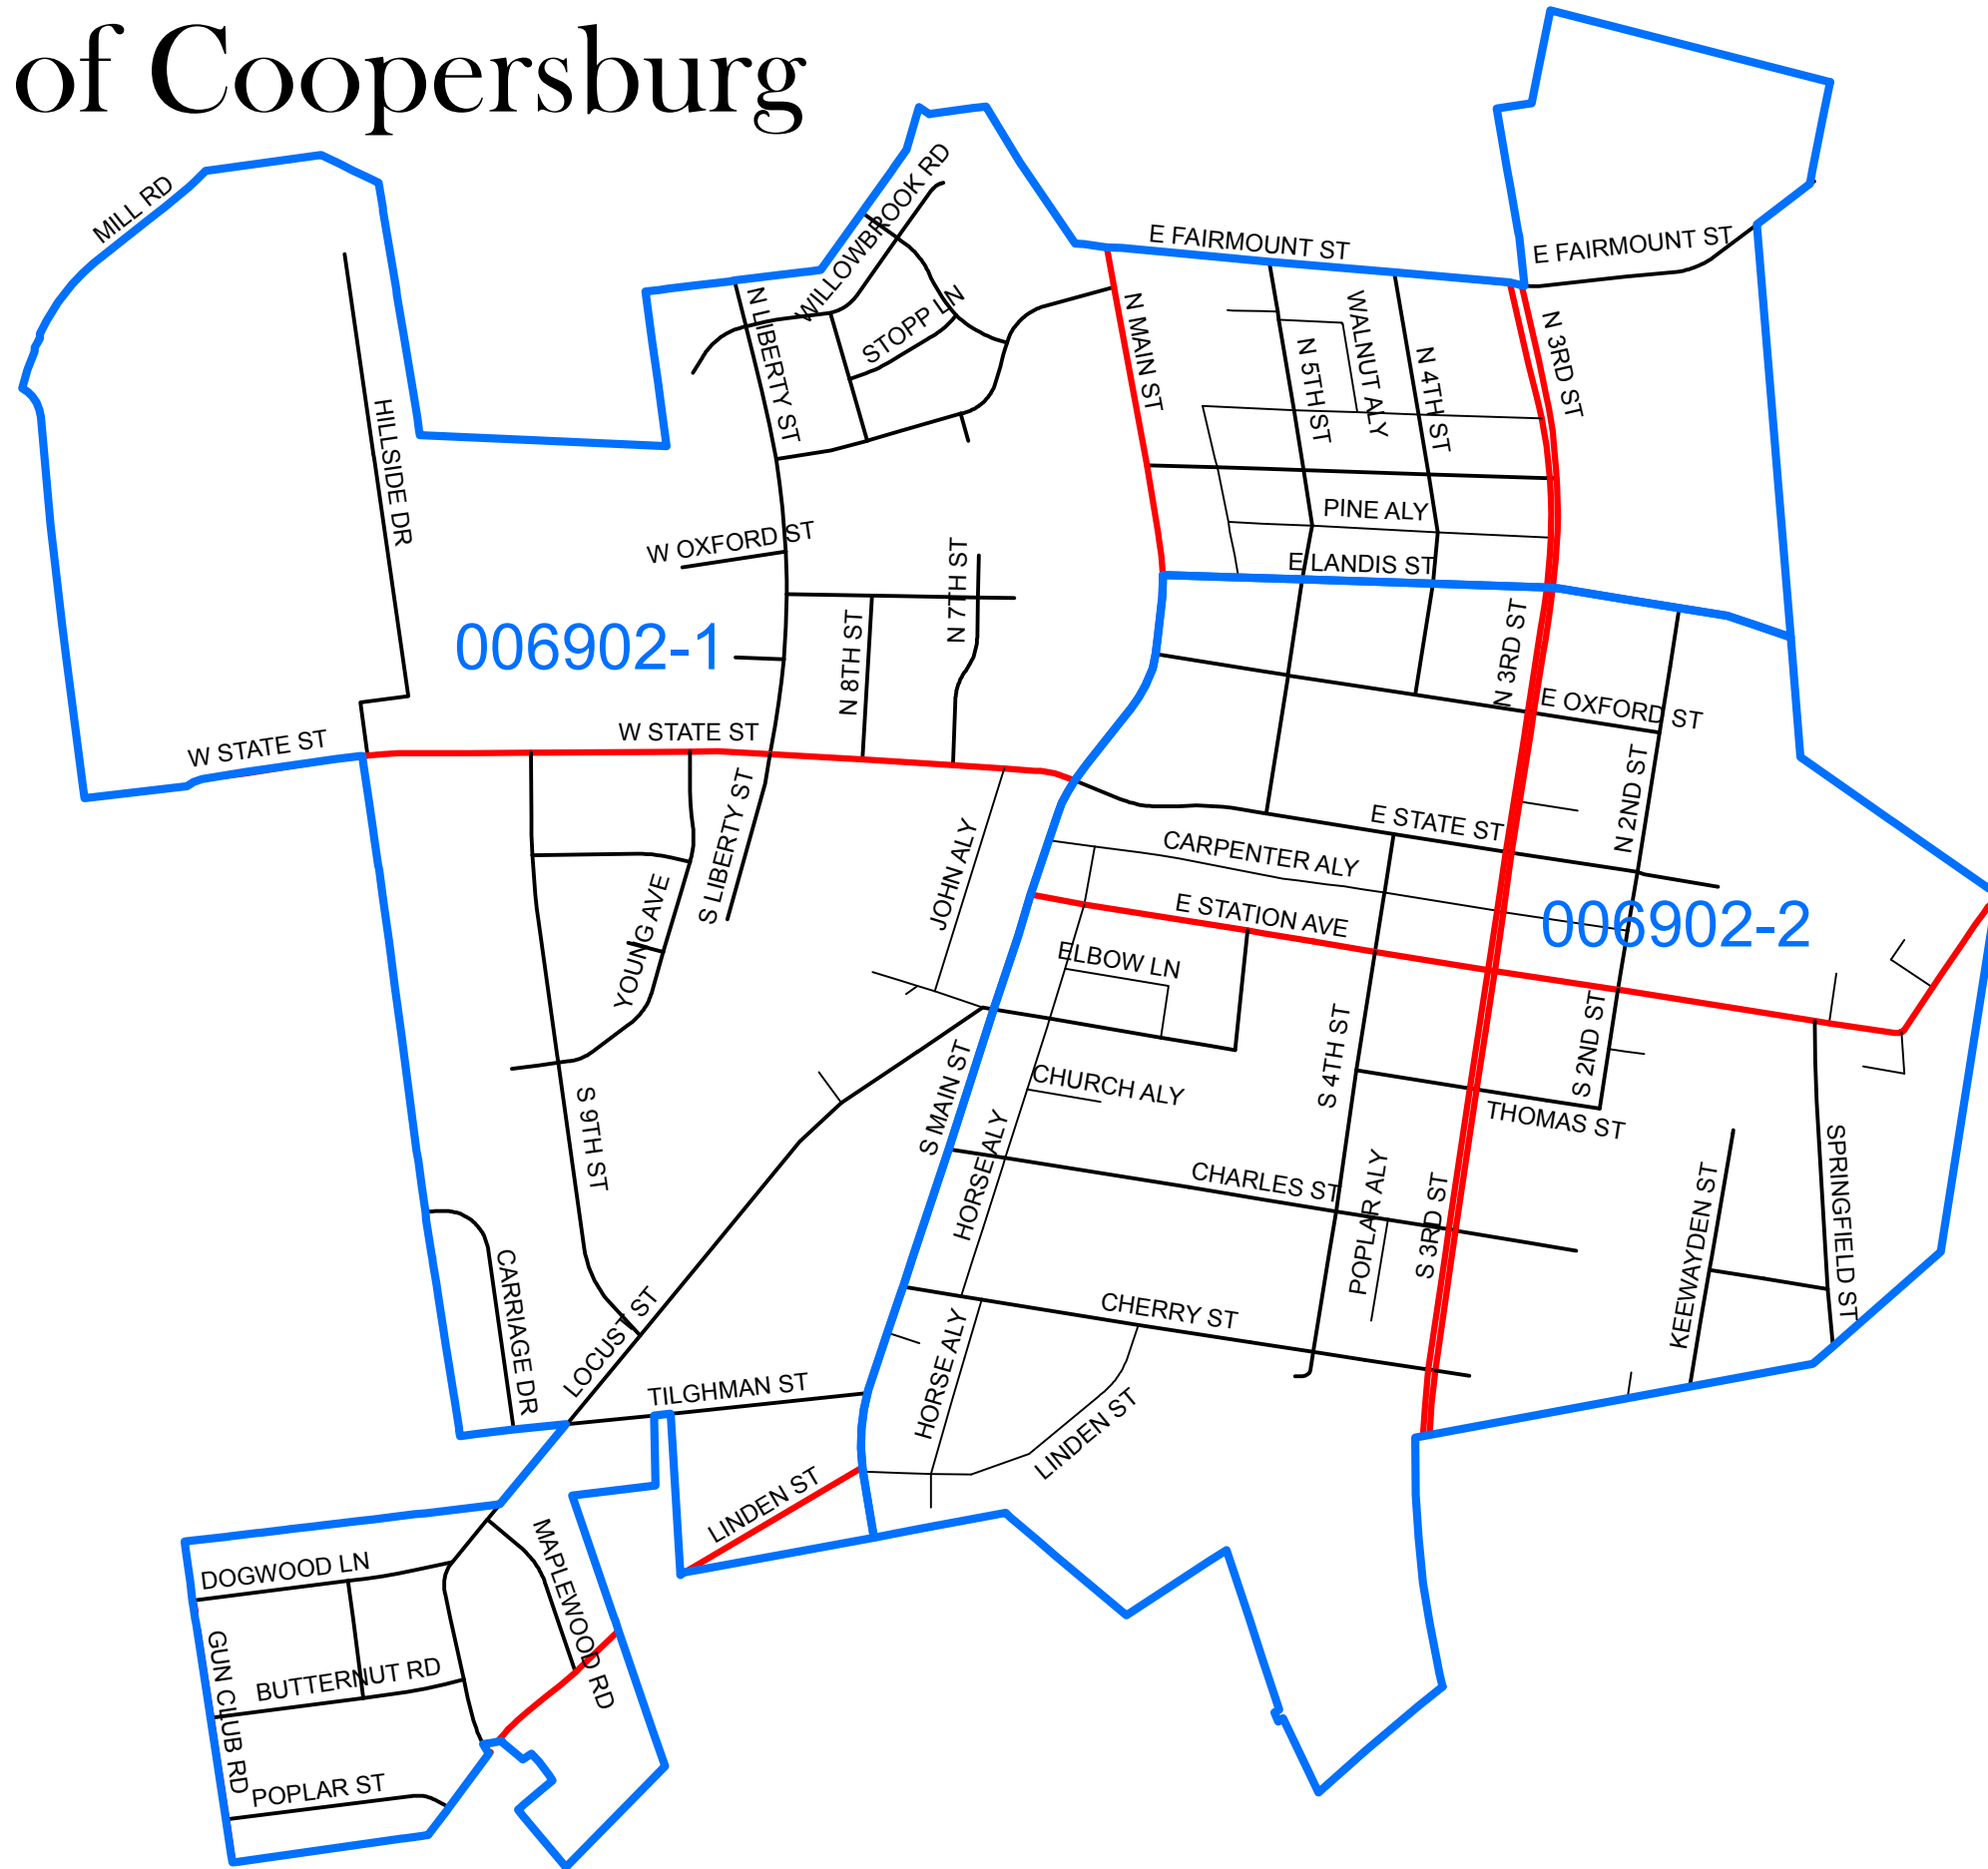 of Coopersburg
MILL RD
WILLOWBROOK RD
E FAIRMOUNT ST
E FAIRMOUNT ST
N LIBERTY ST
STOPP LN
N MAIN ST
WALNUT ALY
N 5TH ST
N 4TH ST
N 3RD ST
HILLSIDE DR
PINE ALY
W OXFORD ST
N 7TH ST
E LANDIS ST
006902-1
N 8TH ST
N 3RD ST
E OXFORD ST
W STATE ST
W STATE ST
N 2ND ST
S LIBERTY ST
JOHN ALY
E STATE ST
CARPENTER ALY
YOUNG AVE
E STATION AVE
006902-2
ELBOW LN
S 4TH ST
S 2ND ST
S MAIN ST
CHURCH ALY
THOMAS ST
S 9TH ST
HORSE ALY
CHARLES ST
POPLAR ALY
S 3RD ST
KEEWAYDEN ST
SPRINGFIELD ST
CARRIAGE DR
LOCUST ST
CHERRY ST
TILGHMAN ST
HORSE ALY
LINDEN ST
LINDEN ST
MAPLEWOOD RD
DOGWOOD LN
GUN CLUB RD
BUTTERNUT RD
POPLAR ST